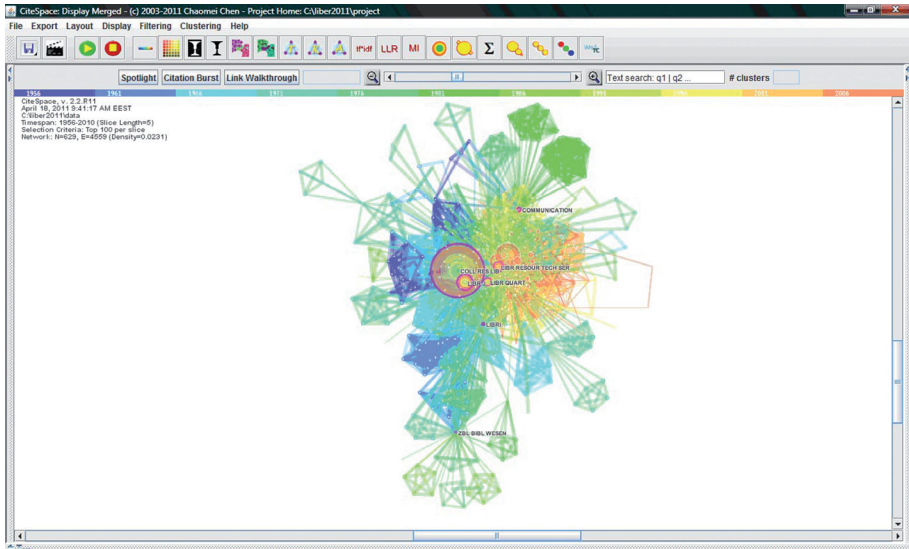 CiteSpace: Display Merged - (c) 2003-2011 Chaomei Chen - Project Home: C:\liber2011\project
File Export Layout Display Filtering Clustering Help
tf*idf LLR MI Σ
Spotlight Citation Burst Link Walkthrough Text search: q1 | q2 ... # clusters
1956 1961 1966 1971 1976 1981 1986 1991 1996 2001 2006
CiteSpace, v. 2.2.R11
April 18, 2011 9:41:17 AM EEST
C:\liber2011\data
Timespan: 1956-2010 (Slice Length=5)
Selection Criteria: Top 100 per slice
Network: N=629, E=4559 (Density=0.0231)
COMMUNICATION
LIBR RESOUR TECH SER
COLL RES LIB
LIBR QUART
LIBRI
ZBL BIBL WESEN